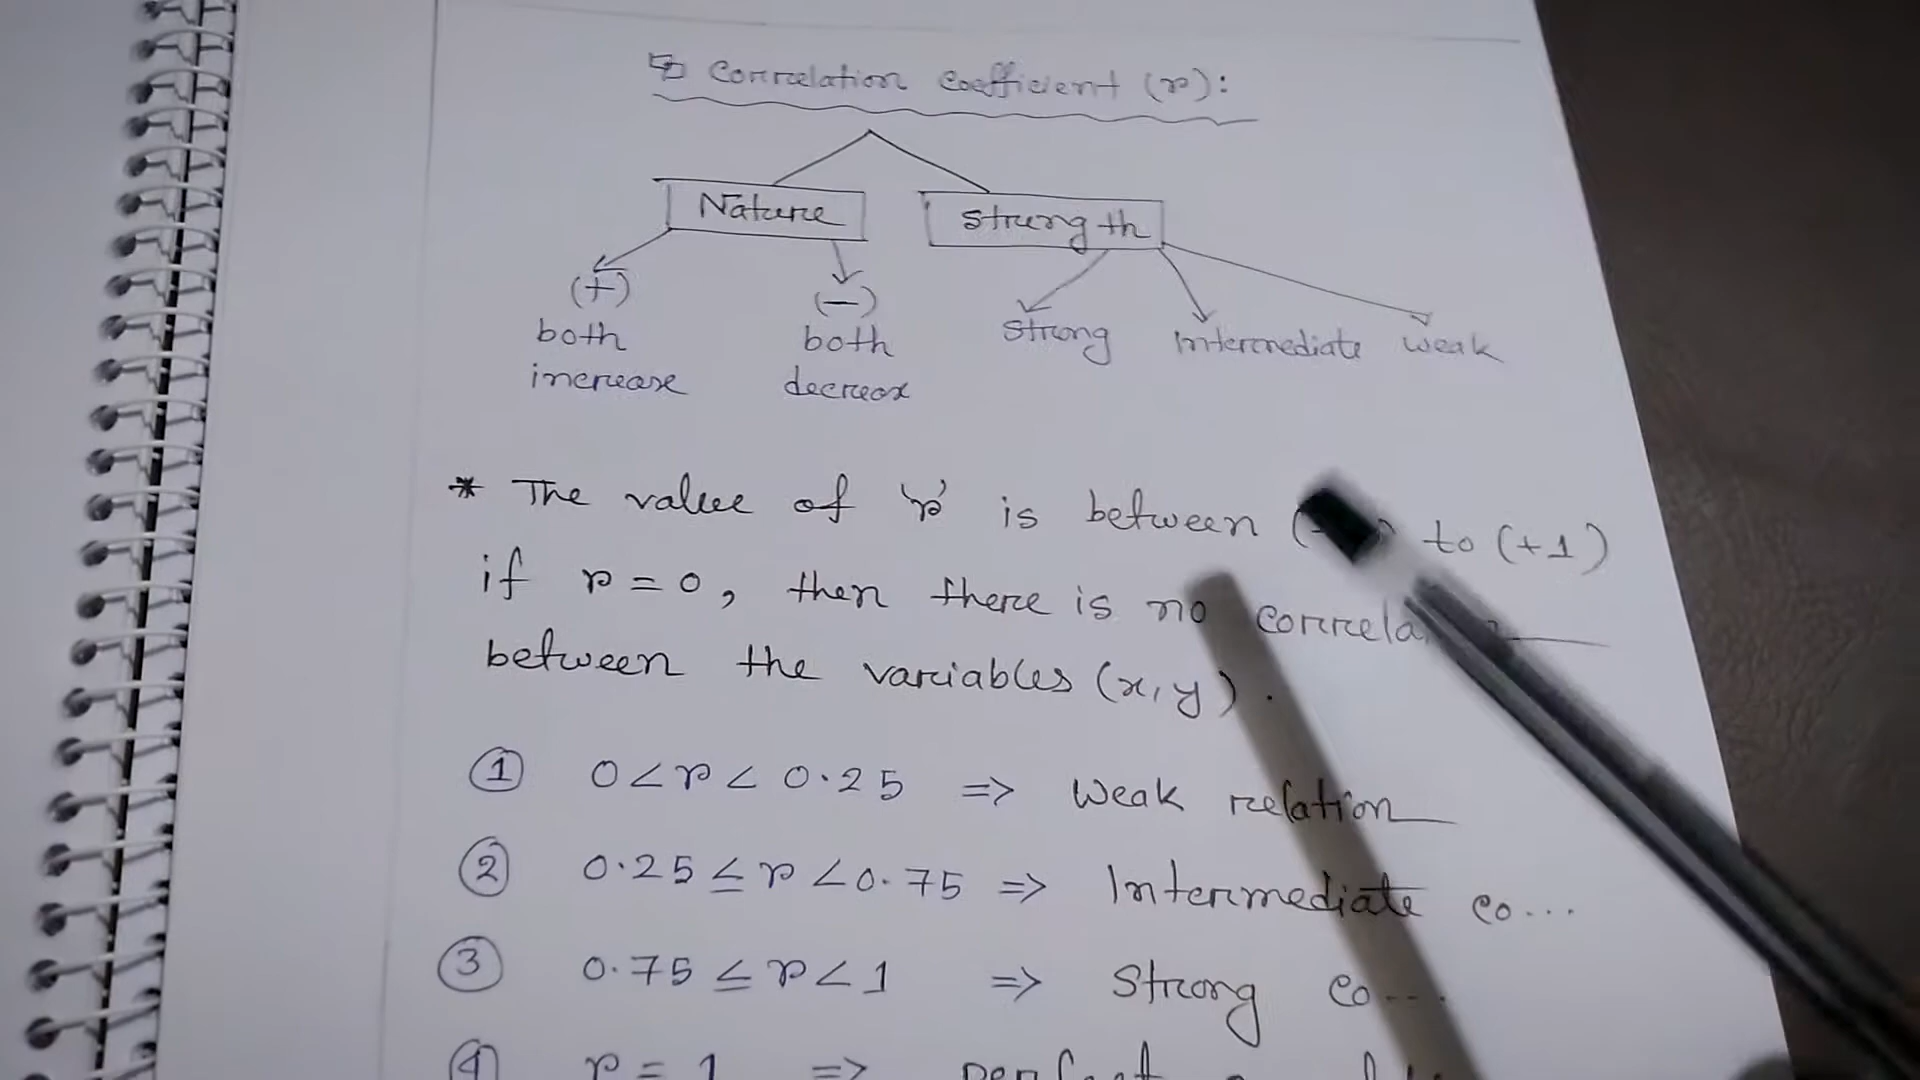 Correlation coefficient (r):
Nature
Strength
(+)
(-)
both
both
Strong
Intermediate
weak
increase
decrease
* The value of 'r' is between to (+1)
if r = 0, then there is no
between the variables (x, y).
① 0 < r < 0.25 => Weak relation
② 0.25 ≤ r < 0.75 => Intermediate co...
③ 0.75 ≤ r < 1 => Strong co...
④ r = 1 =>